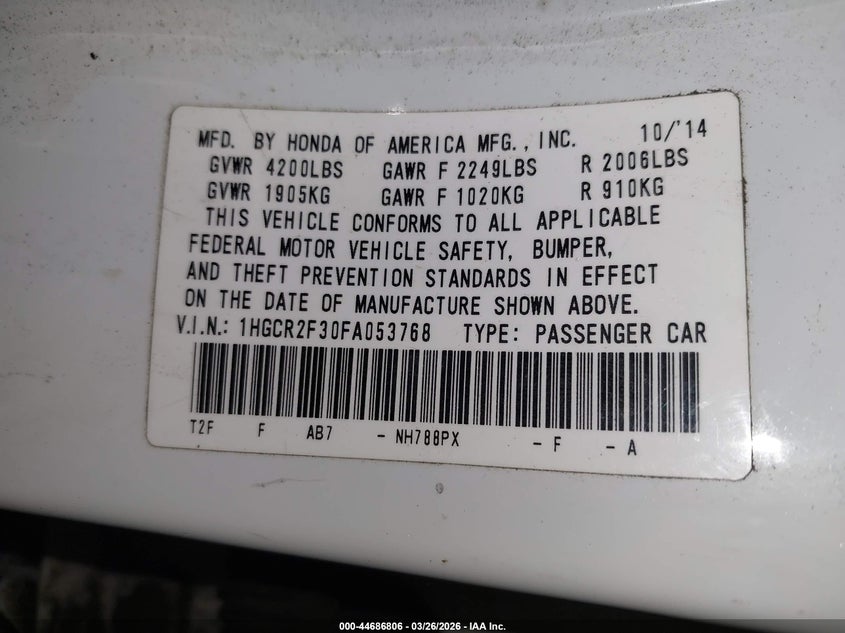 MFD. BY HONDA OF AMERICA MFG., INC. 10/'14
GVWR 4200LBS GAWR F 2249LBS R 2006LBS
GVWR 1905KG GAWR F 1020KG R 910KG
THIS VEHICLE CONFORMS TO ALL APPLICABLE
FEDERAL MOTOR VEHICLE SAFETY, BUMPER,
AND THEFT PREVENTION STANDARDS IN EFFECT
ON THE DATE OF MANUFACTURE SHOWN ABOVE.
V.I.N.: 1HGCR2F30FA053768 TYPE: PASSENGER CAR
T2F F AB7 - NH788PX - F - A
000-44686806 - 03/26/2026 - IAA Inc.